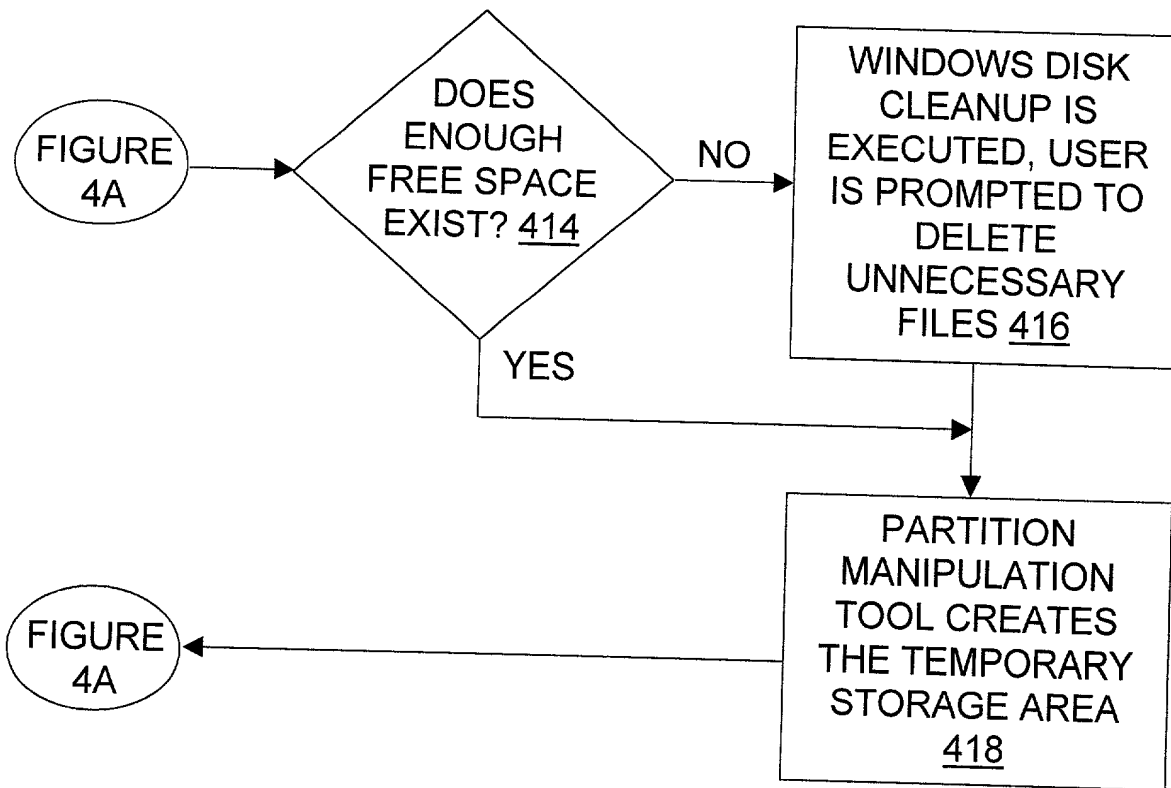 FIGURE
4A
DOES
ENOUGH
FREE SPACE
EXIST? 414
NO
WINDOWS DISK
CLEANUP IS
EXECUTED, USER
IS PROMPTED TO
DELETE
UNNECESSARY
FILES 416
YES
PARTITION
MANIPULATION
TOOL CREATES
THE TEMPORARY
STORAGE AREA
418
FIGURE
4A